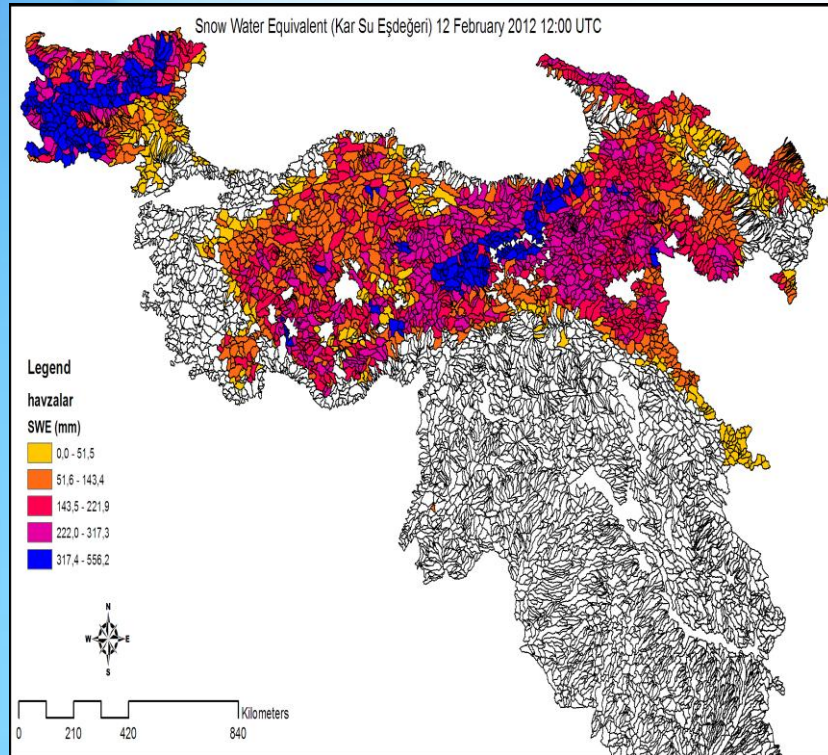 Snow Water Equivalent (Kar Su Eşdeğeri) 12 February 2012 12:00 UTC
Legend
havzalar
SWE (mm)
0,0 - 51,5
51,6 - 143,4
143,5 - 221,9
222,0 - 317,3
317,4 - 556,2
N
W E
S
Kilometers
0 210 420 840